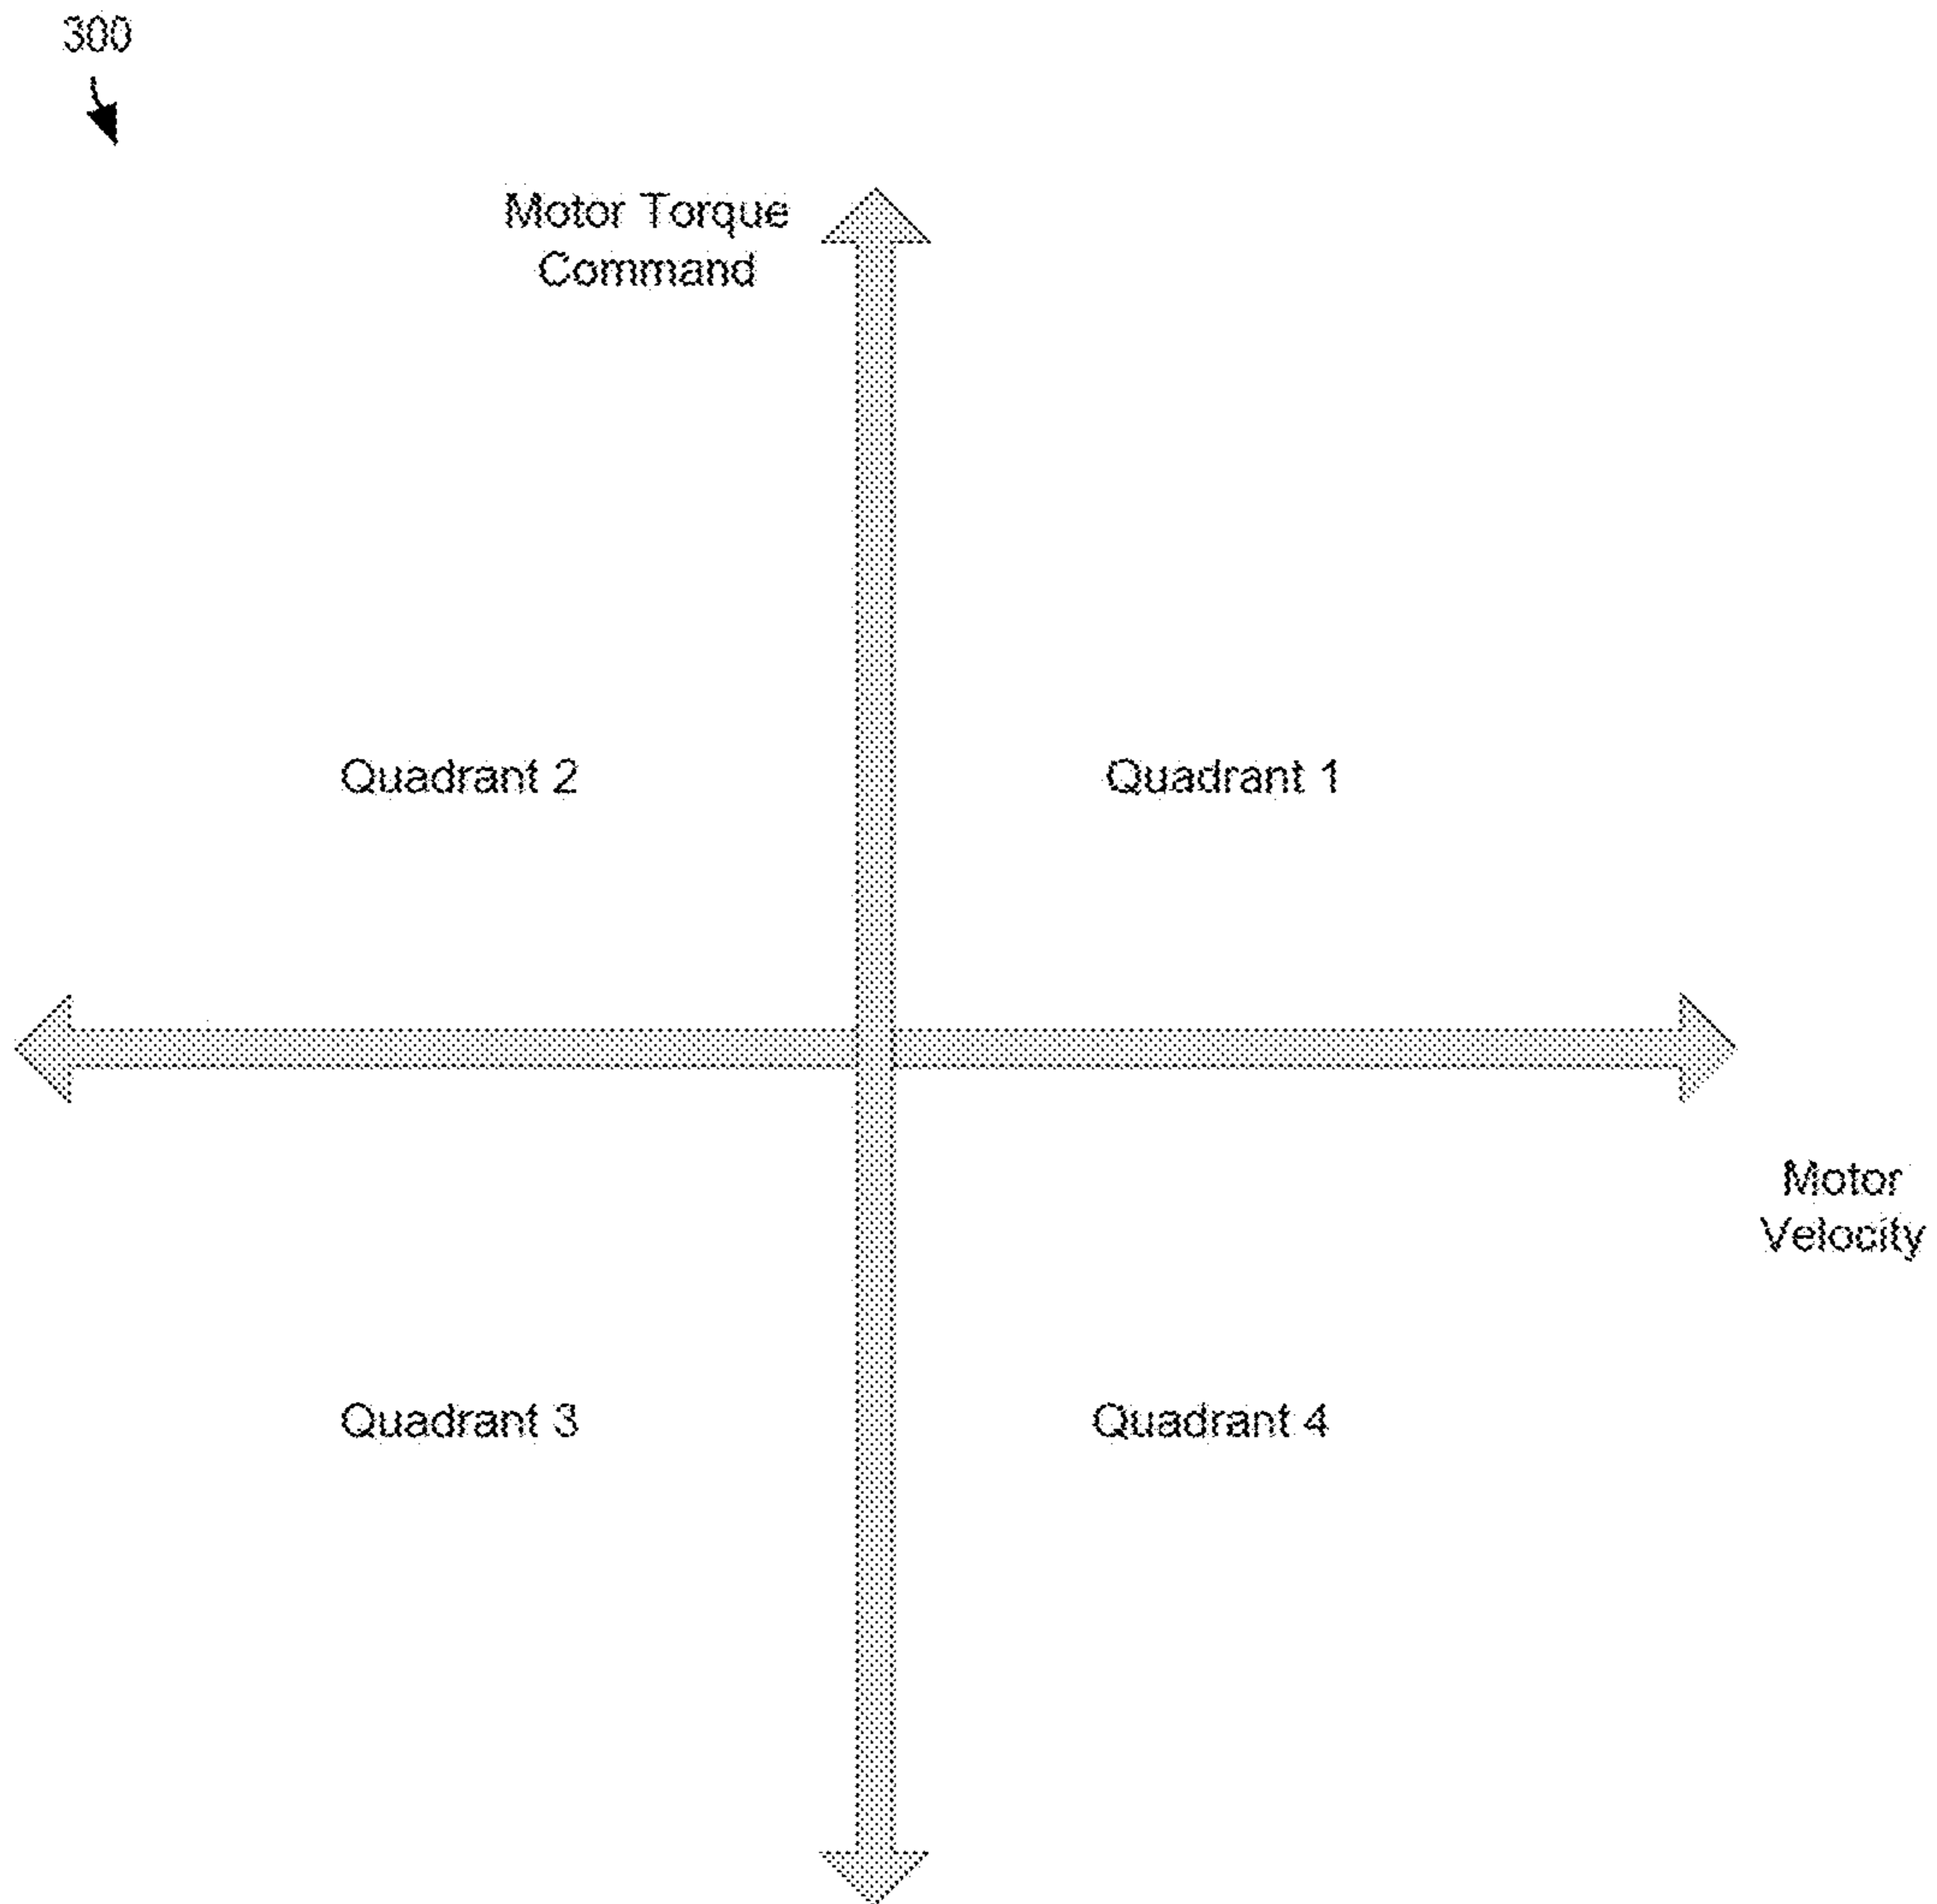 300
Motor Torque
Command
Quadrant 2
Quadrant 1
Motor
Velocity
Quadrant 3
Quadrant 4